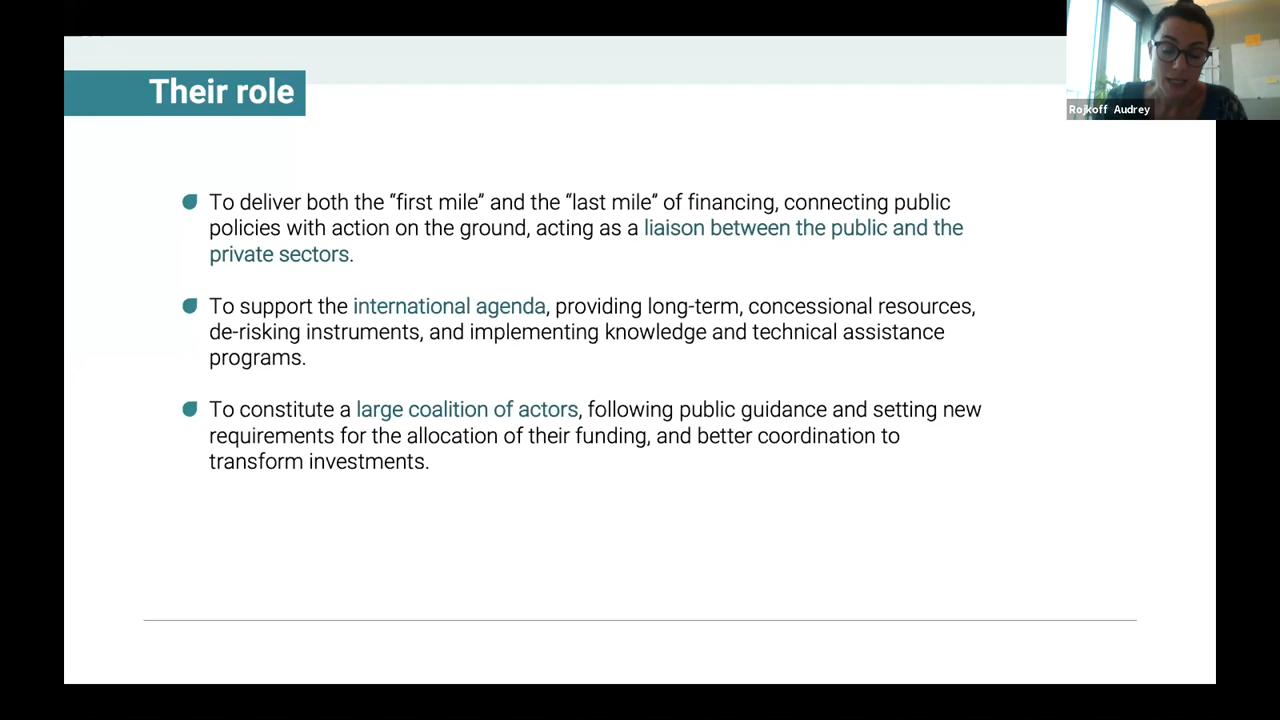 Their role
Rojkoff Audrey
To deliver both the “first mile” and the “last mile” of financing, connecting public
policies with action on the ground, acting as a liaison between the public and the
private sectors.
To support the international agenda, providing long-term, concessional resources,
de-risking instruments, and implementing knowledge and technical assistance
programs.
To constitute a large coalition of actors, following public guidance and setting new
requirements for the allocation of their funding, and better coordination to
transform investments.